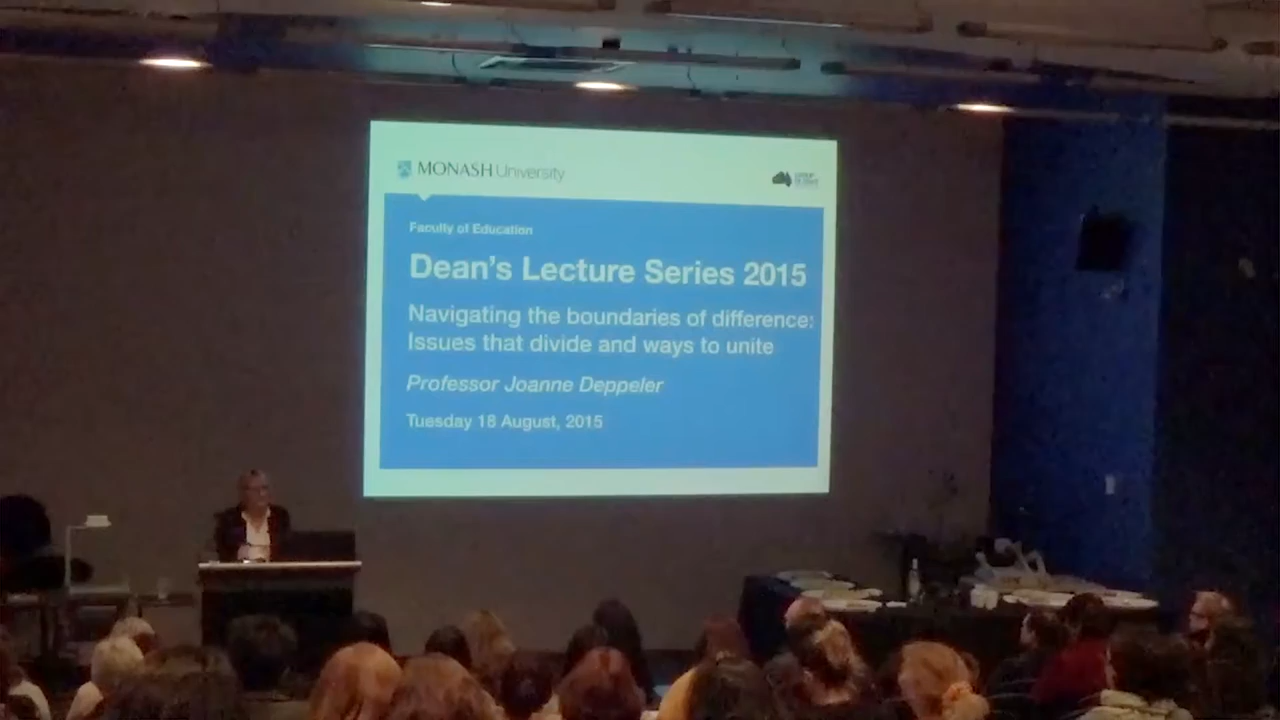 MONASH University
Faculty of Education
Dean's Lecture Series 2015
Navigating the boundaries of difference:
Issues that divide and ways to unite
Professor Joanne Deppeler
Tuesday 18 August, 2015